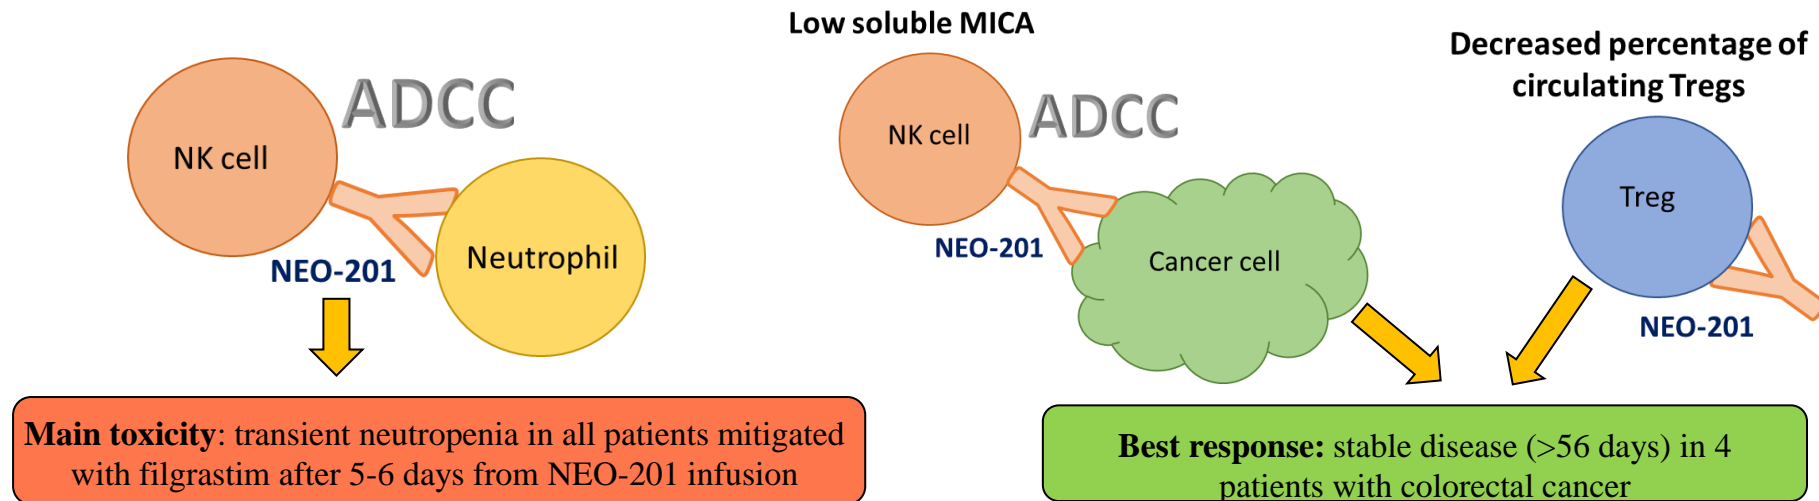 ADCC
NK cell
Neutrophil
NEO-201
Main toxicity: transient neutropenia in all patients mitigated
with filgrastim after 5-6 days from NEO-201 infusion
Low soluble MICA
NK cell
ADCC
NEO-201
Cancer cell
Decreased percentage of
circulating Tregs
Treg
NEO-201
Best response: stable disease (>56 days) in 4
patients with colorectal cancer